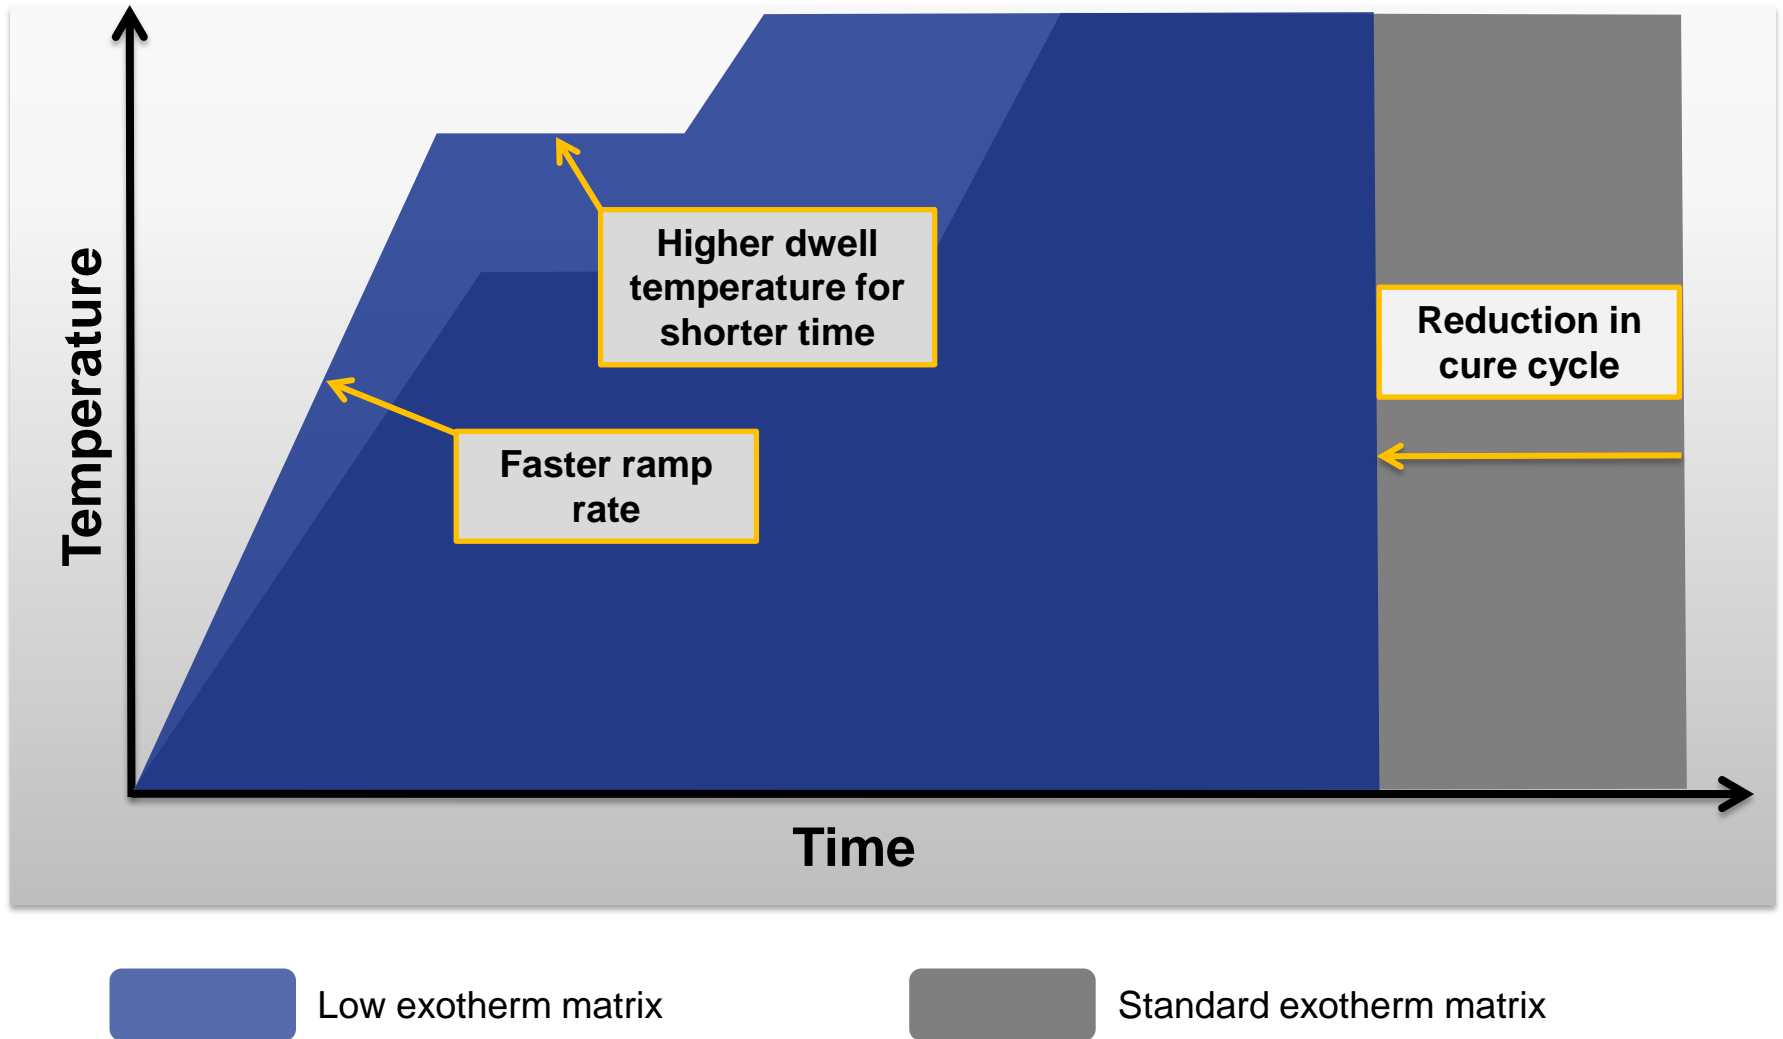 Temperature
Higher dwell
temperature for
shorter time
Reduction in
cure cycle
Faster ramp
rate
Time
Low exotherm matrix
Standard exotherm matrix